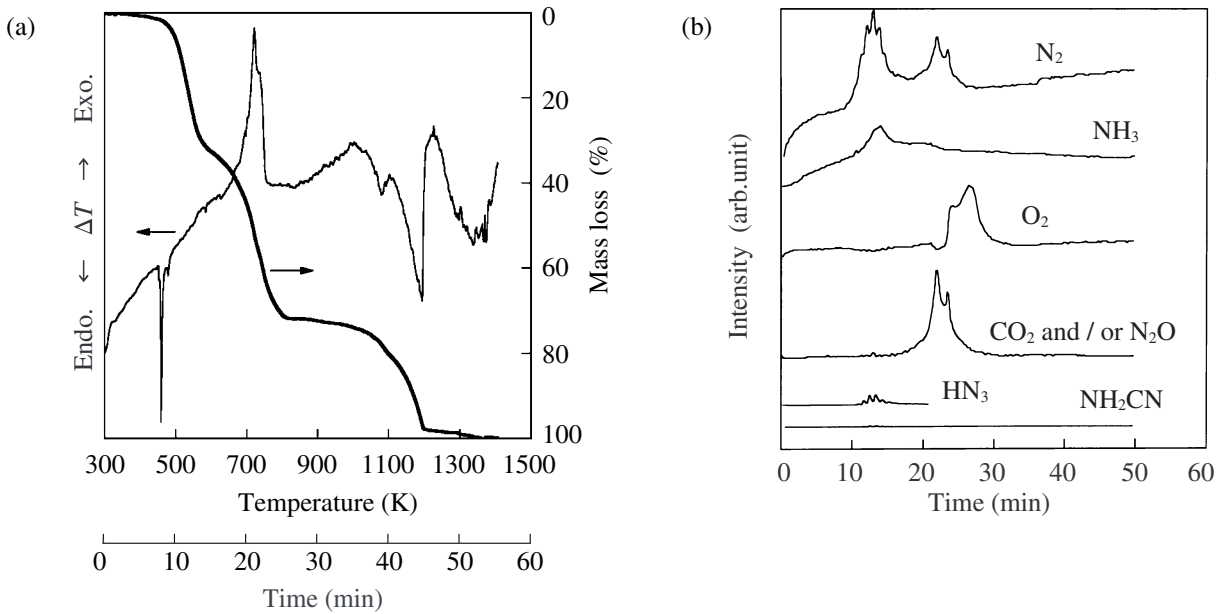 (a)
Endo. ← ΔT → Exo.
0
20
40
60
80
100
Mass loss (%)
300 500 700 900 1100 1300 1500
Temperature (K)
0 10 20 30 40 50 60
Time (min)
(b)
Intensity (arb.unit)
N₂
NH₃
O₂
CO₂ and / or N₂O
HN₃
NH₂CN
0 10 20 30 40 50 60
Time (min)